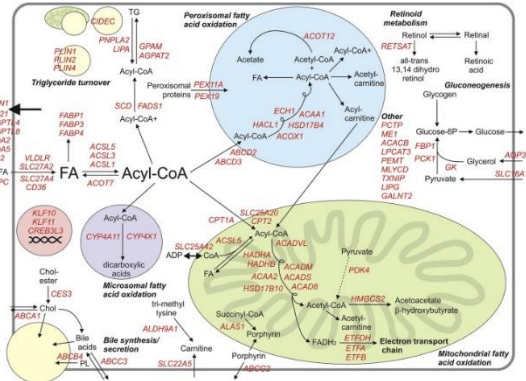 TG
CIDEC
PNPLA2
LIPA
GPAM
AGPAT2
PLIN1
PLIN2
PLIN4
Triglyceride turnover
Acyl-CoA
SCD
FADS1
Acyl-CoA+
FABP1
FABP3
FABP4
VLDLR
SLC27A2
SLC27A4
CD36
FA
ACSL5
ACSL3
ACSL1
ACOT7
Acyl-CoA
Peroxisomal fatty
acid oxidation
Peroxisomal
proteins
PEX11A
PEX19
ACOT12
Acetate
Acetyl-CoA
+
FA
Acyl-CoA
Acyl-CoA+
Acetyl-
carnitine
Acyl-
carnitine
ECH1
ACAA1
HSD17B4
HACL1
ACOX1
Acyl-CoA
ABCD2
ABCD3
Retinoid
metabolism
RETSAT
Retinol
Retinal
all-trans
13,14 dihydro
retinol
Retinoic
acid
Gluconeogenesis
Glycogen
Glucose-6P
Glucose
FBP1
PCK1
GK
Glycerol
AQP3
Pyruvate
SLC16A1
Other
PCTP
ME1
ACACB
LPCAT3
PEMT
MLYCD
TXNIP
LIPG
GALNT2
KLF10
KLF11
CREB3L3
Acyl-CoA
CYP4A11
CYP4X1
dicarboxylic
acids
Microsomal fatty
acid oxidation
CPT1A
SLC25A20
CPT2
SLC25A42
ACSL5
ADP
CoA
FA
Acyl-CoA
ACADVL
HADHA
HADHB
ACAA2
HSD17B10
ACADM
ACADS
ACAD8
Pyruvate
PDK4
Acetyl-CoA
HMGCS2
Acetoacetate
β-hydroxybutyrate
Acetyl-
carnitine
FADH₂
ETFDH
ETFA
ETFB
Electron transport
chain
Mitochondrial fatty
acid oxidation
Succinyl-CoA
ALAS1
Porphyrin
Porphyrin
ABCG2
Chol-
ester
CES3
ABCA1
Chol
Bile
acids
ABCB4
PL
ABCC3
Bile synthesis/
secretion
tri-methyl
lysine
ALDH9A1
Carnitine
SLC22A5